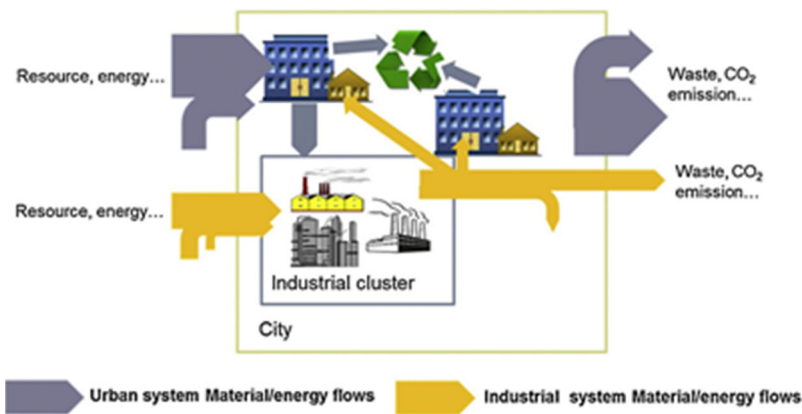 Resource, energy...
Waste, CO₂
emission...
Waste, CO₂
emission...
Resource, energy...
Industrial cluster
City
Urban system Material/energy flows
Industrial system Material/energy flows